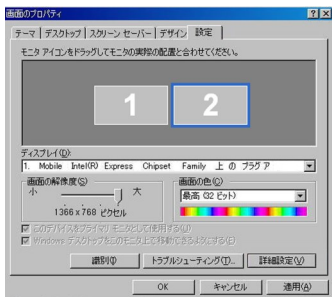 画面のプロパティ
テーマ デスクトップ スクリーン セーバー デザイン 設定
モニタ アイコンをドラッグしてモニタの実際の配置と合わせてください。
1 2
ディスプレイ(D):
1. Mobile Intel(R) Express Chipset Family 上 の プラグ ア
画面の解像度(S)
小 大
1366 x 768 ピクセル
画面の色(C)
最高 (32 ビット)
このデバイスをプライマリ モニタとして使用する(U)
Windows デスクトップをこのモニタ上で移動できるようにする(E)
識別(I) トラブルシューティング(T)... 詳細設定(V)
OK キャンセル 適用(A)